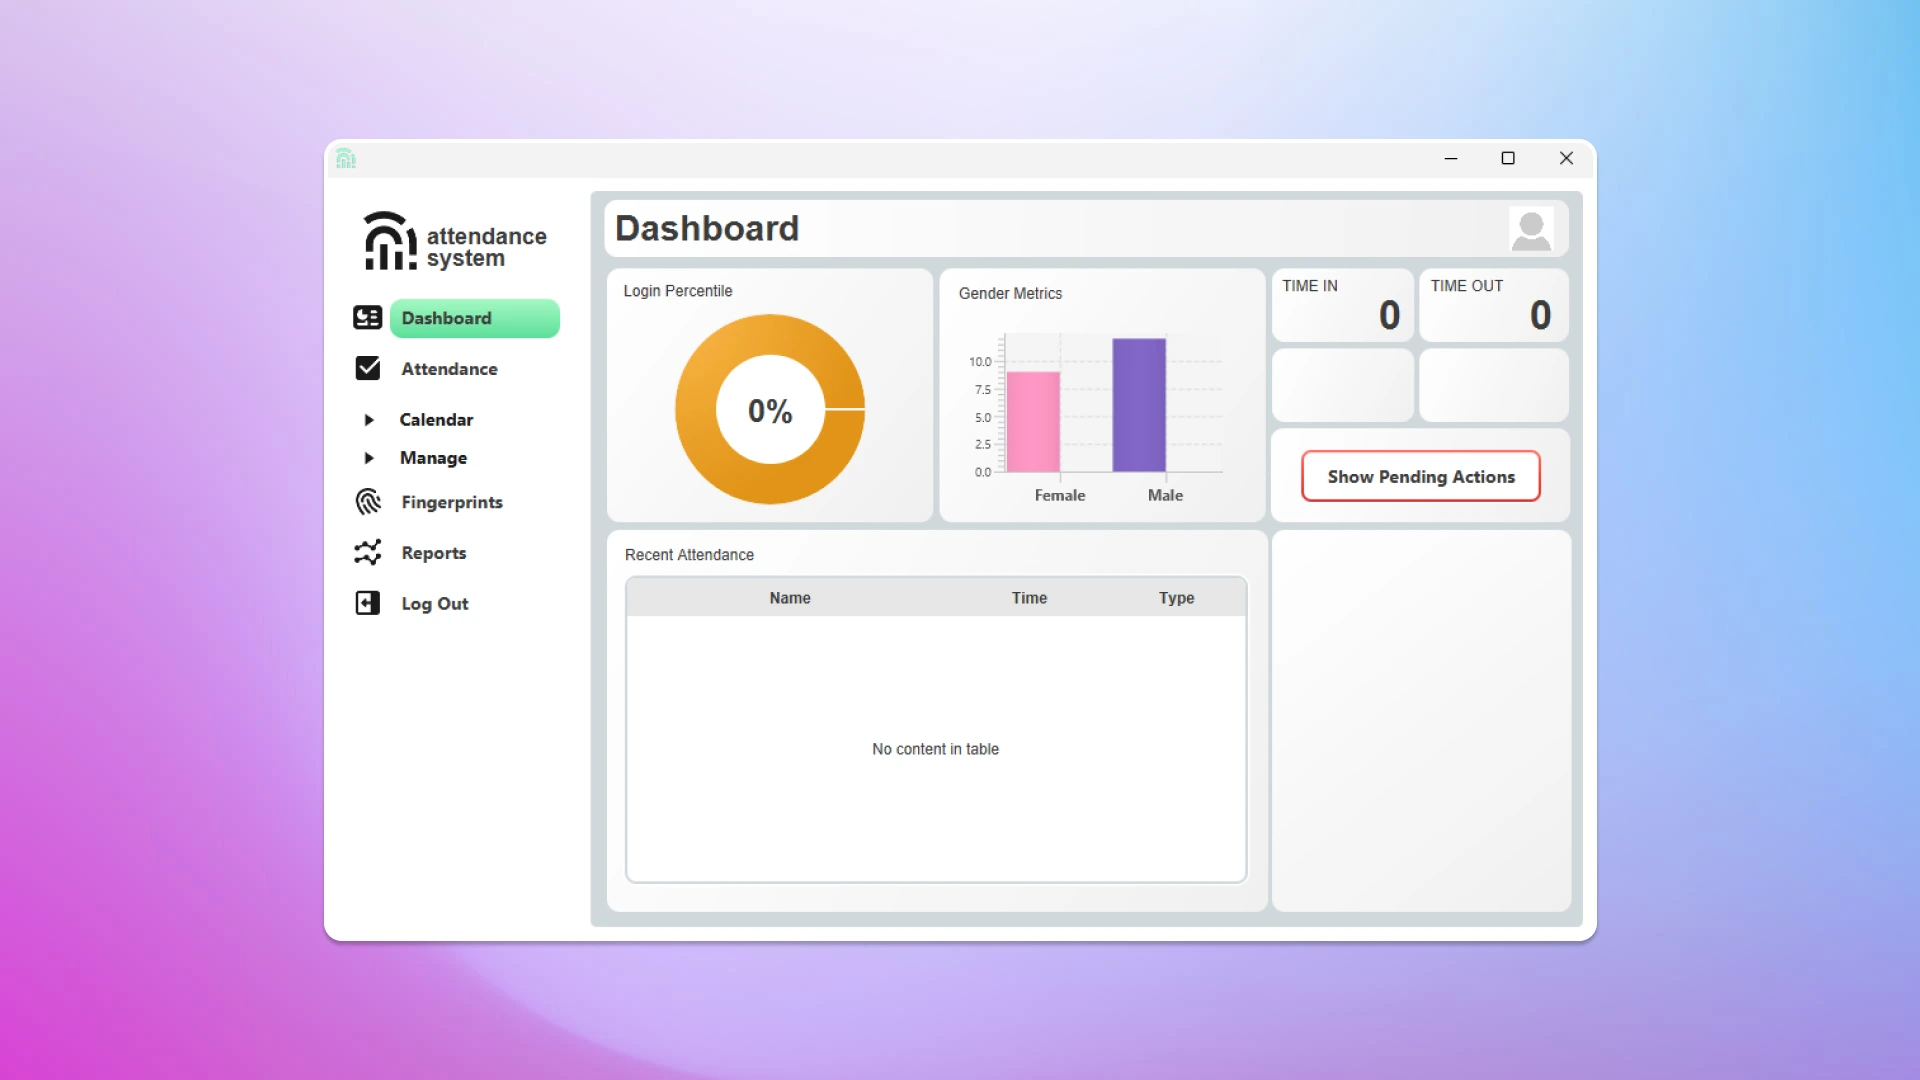 attendance
system
Dashboard
Attendance
Calendar
Manage
Fingerprints
Reports
Log Out
Dashboard
Login Percentile
0%
Gender Metrics
10.0
7.5
5.0
2.5
0.0
Female Male
TIME IN
0
TIME OUT
0
Show Pending Actions
Recent Attendance
Name Time Type
No content in table